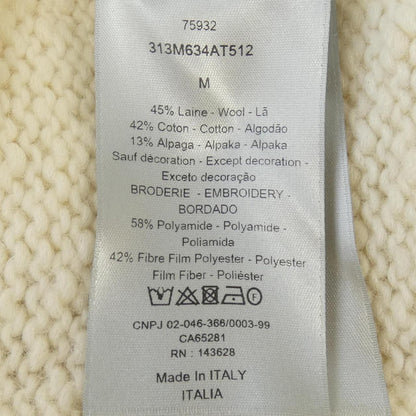 75932
313M634AT512
M
45% Laine - Wool - Lã
42% Coton - Cotton - Algodão
13% Alpaga - Alpaka - Alpaka
Sauf décoration - Except decoration -
Exceto decoração
BRODERIE - EMBROIDERY -
BORDADO
58% Polyamide - Polyamide -
Poliamida
42% Fibre Film Polyester - Polyester
Film Fiber - Poliéster
CNPJ 02-046-366/0003-99
CA65281
RN : 143628
Made In ITALY
ITALIA